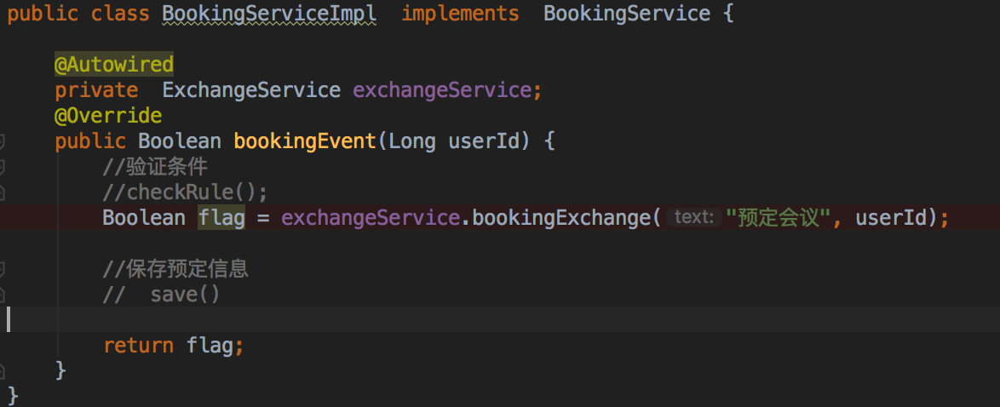 public class BookingServiceImpl  implements  BookingService {
@Autowired
private  ExchangeService exchangeService;
@Override
public Boolean bookingEvent(Long userId) {
//验证条件
//checkRule();
Boolean flag = exchangeService.bookingExchange( text: "预定会议", userId);
//保存预定信息
//  save()
return flag;
}
}